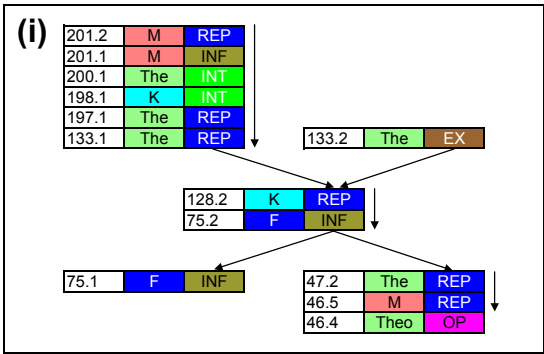 (i)
201.2 M REP
201.1 M INF
200.1 The INT
198.1 K INT
197.1 The REP
133.1 The REP
133.2 The EX
128.2 K REP
75.2 F INF
75.1 F INF
47.2 The REP
46.5 M REP
46.4 Theo OP